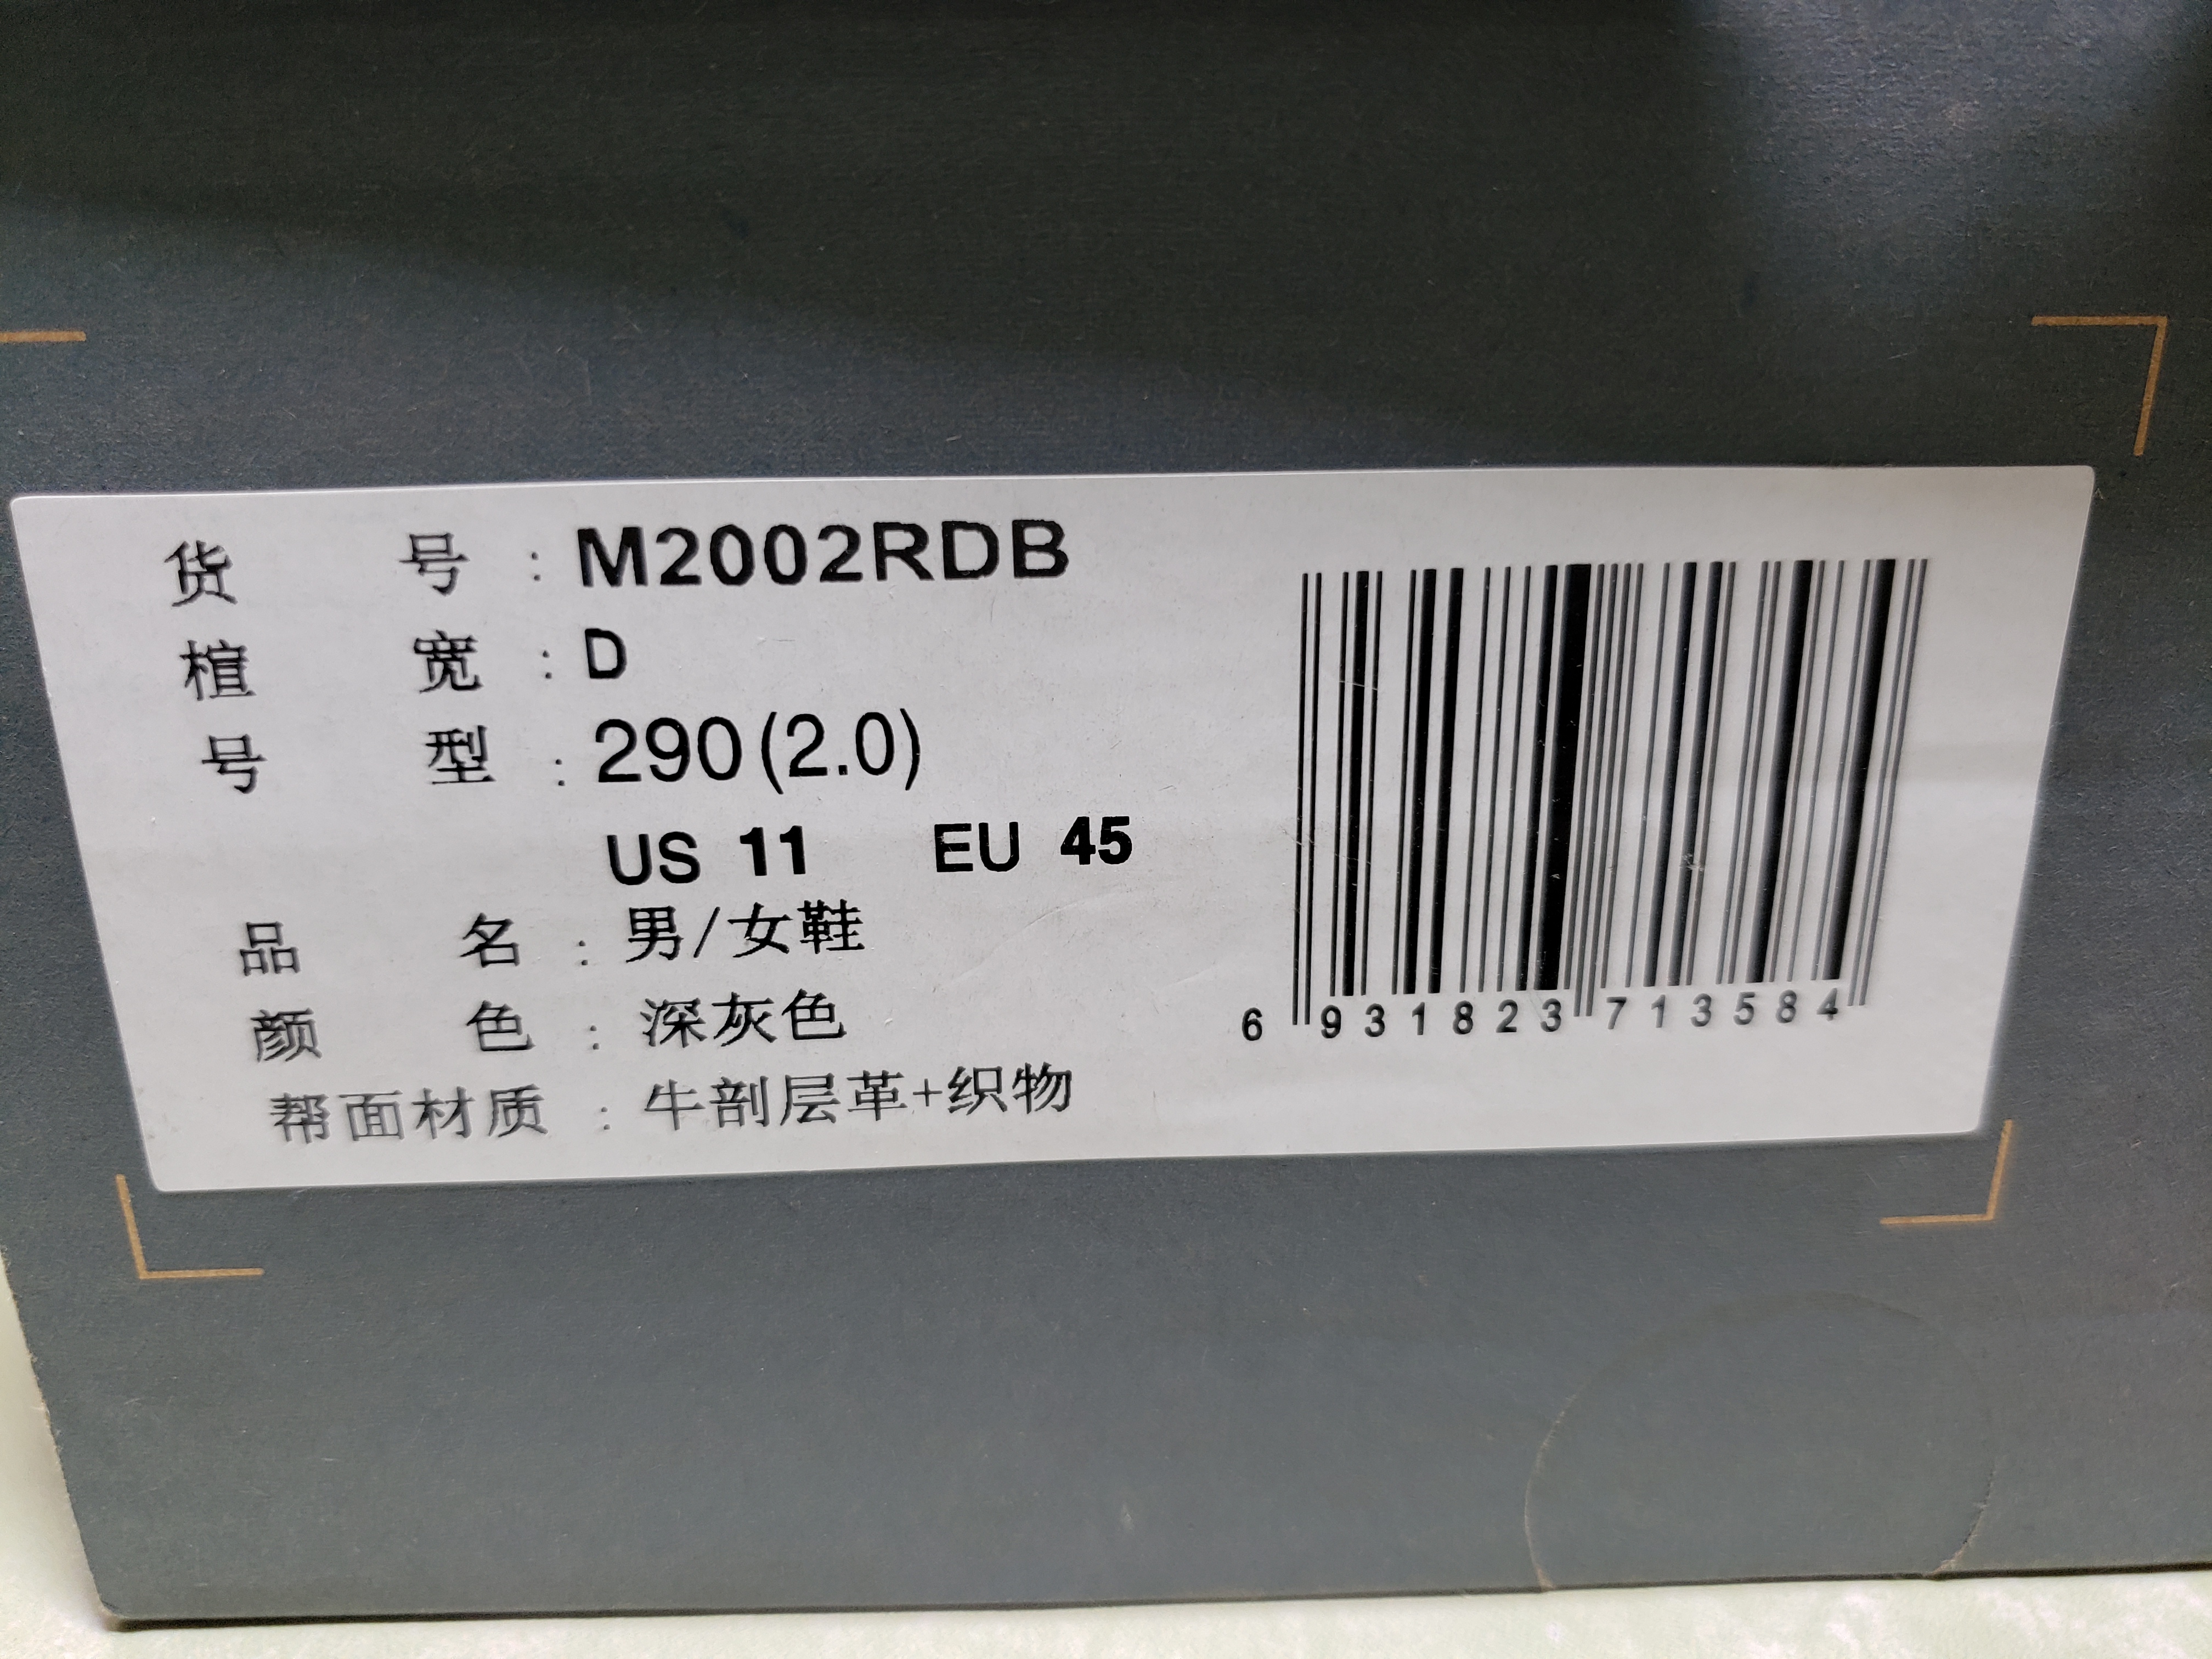 货 号 : M2002RDB
楦 宽 : D
号 型 : 290(2.0)
US 11 EU 45
品 名 : 男/女鞋
颜 色 : 深灰色
帮面材质 : 牛剖层革+织物
6 931823 713584